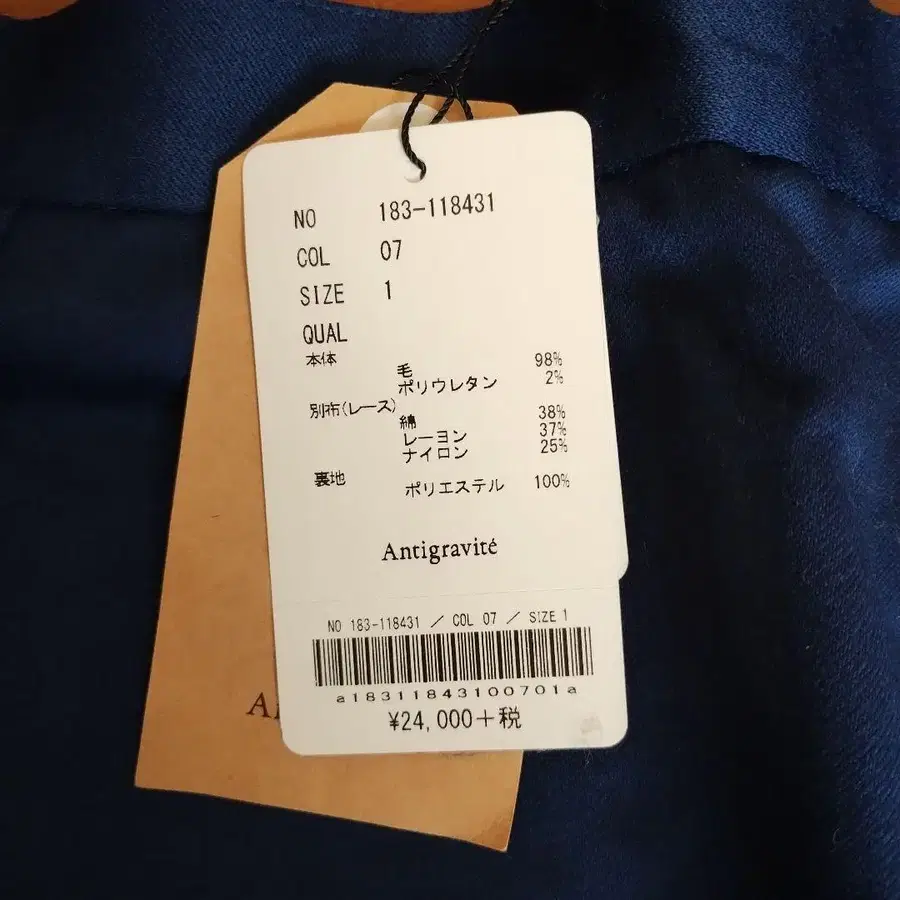 NO 183-118431
COL 07
SIZE 1
QUAL
本体
毛 98%
ポリウレタン 2%
別布(レース)
綿 38%
レーヨン 37%
ナイロン 25%
裏地
ポリエステル 100%
Antigravité
NO 183-118431 / COL 07 / SIZE 1
a18311843100701a
¥24,000+税